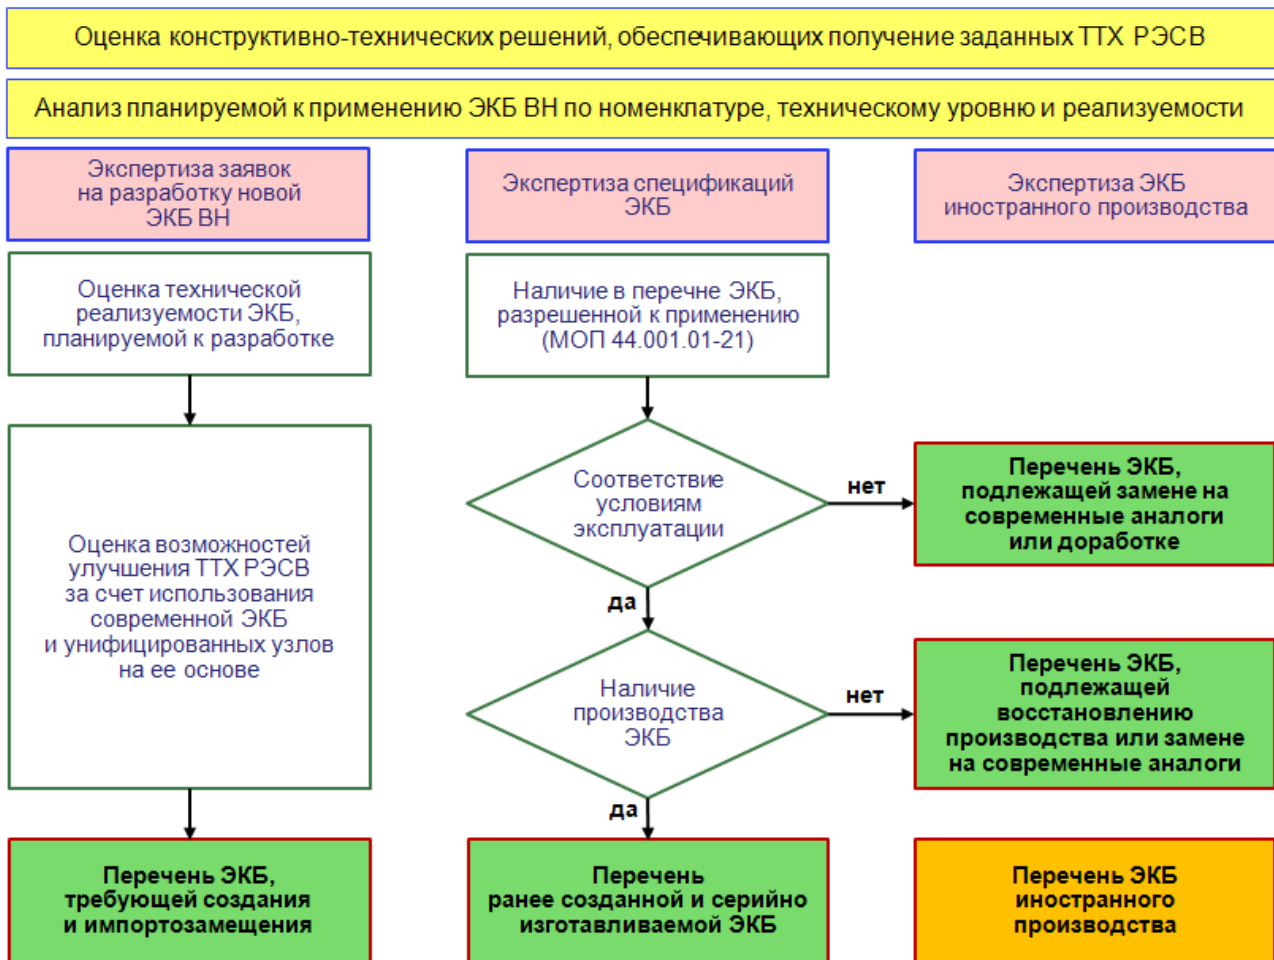 Оценка конструктивно-технических решений, обеспечивающих получение заданных ТТХ РЭСВ
Анализ планируемой к применению ЭКБ ВН по номенклатуре, техническому уровню и реализуемости
Экспертиза заявок
на разработку новой
ЭКБ ВН
Экспертиза спецификаций
ЭКБ
Экспертиза ЭКБ
иностранного производства
Оценка технической
реализуемости ЭКБ,
планируемой к разработке
Наличие в перечне ЭКБ,
разрешенной к применению
(МОП 44.001.01-21)
Соответствие
условиям
эксплуатации
нет
Перечень ЭКБ,
подлежащей замене на
современные аналоги
или доработке
Оценка возможностей
улучшения ТТХ РЭСВ
за счет использования
современной ЭКБ
и унифицированных узлов
на ее основе
да
Наличие
производства
ЭКБ
нет
Перечень ЭКБ,
подлежащей
восстановлению
производства или замене
на современные аналоги
да
Перечень ЭКБ,
требующей создания
и импортозамещения
Перечень
ранее созданной и серийно
изготавливаемой ЭКБ
Перечень ЭКБ
иностранного
производства